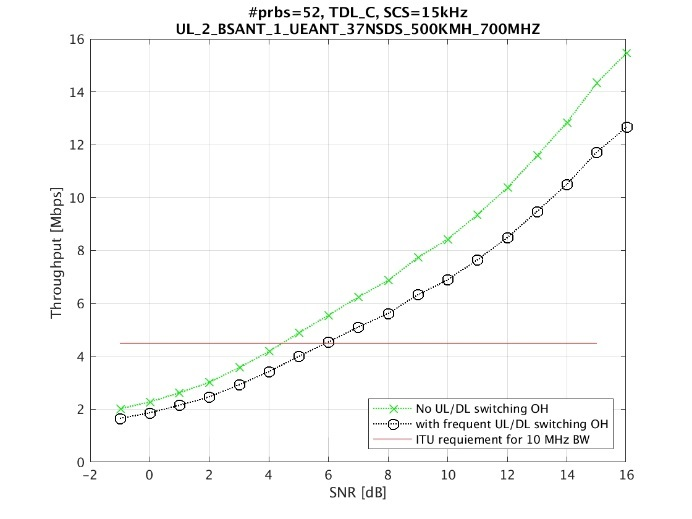 #prbs=52, TDL_C, SCS=15kHz
UL_2_BSANT_1_UEANT_37NSDS_500KMH_700MHZ
16
14
12
10
8
6
4
2
0
Throughput [Mbps]
-2 0 2 4 6 8 10 12 14 16
SNR [dB]
No UL/DL switching OH
with frequent UL/DL switching OH
ITU requiement for 10 MHz BW